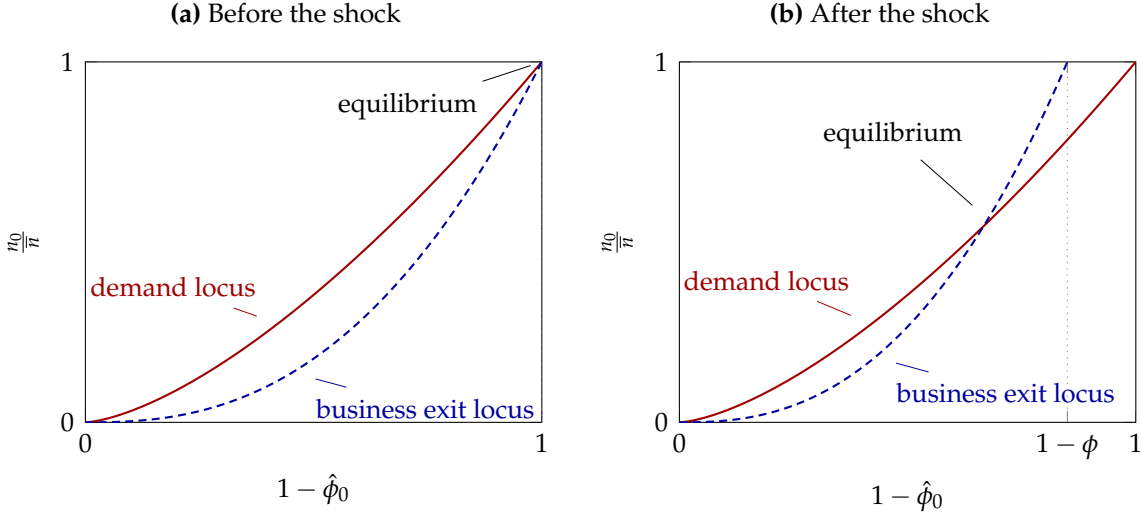 (a) Before the shock
1
equilibrium
n₀/n̅
demand locus
business exit locus
0
0
1
1 − φ̂₀
(b) After the shock
1
equilibrium
n₀/n̅
demand locus
business exit locus
0
0
1 − ϕ
1
1 − φ̂₀